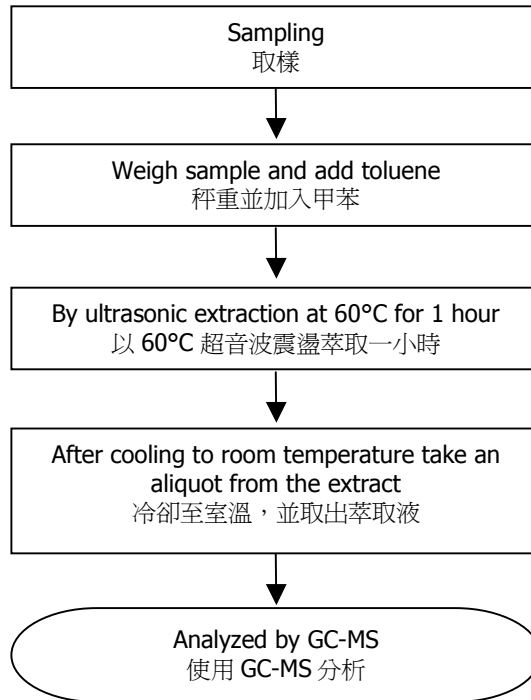 Sampling
取樣
Weigh sample and add toluene
秤重並加入甲苯
By ultrasonic extraction at 60°C for 1 hour
以 60°C 超音波震盪萃取一小時
After cooling to room temperature take an
aliquot from the extract
冷卻至室溫，並取出萃取液
Analyzed by GC-MS
使用 GC-MS 分析